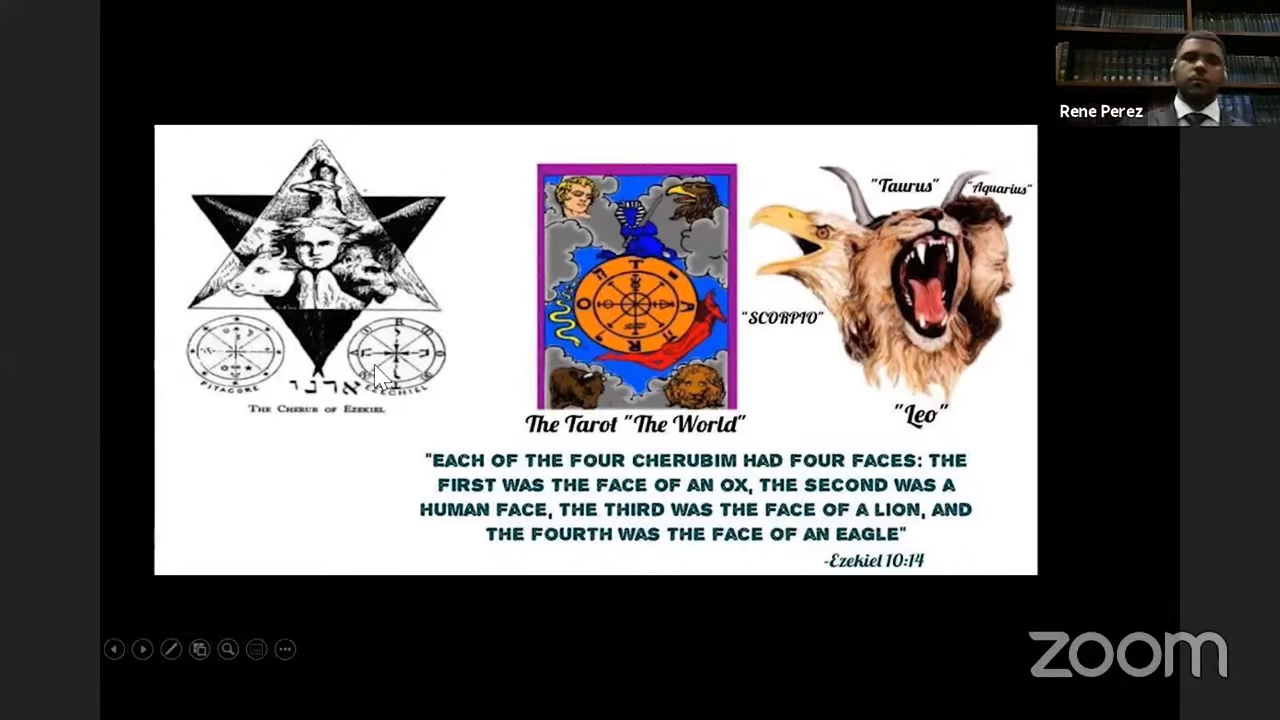 Rene Perez
"Taurus"
"Aquarius"
"SCORPIO"
"Leo"
PITAGORE
EZECHIELL
THE CHERUB OF EZEKIEL
The Tarot "The World"
"EACH OF THE FOUR CHERUBIM HAD FOUR FACES: THE
FIRST WAS THE FACE OF AN OX, THE SECOND WAS A
HUMAN FACE, THE THIRD WAS THE FACE OF A LION, AND
THE FOURTH WAS THE FACE OF AN EAGLE"
-Ezekiel 10:14
zoom